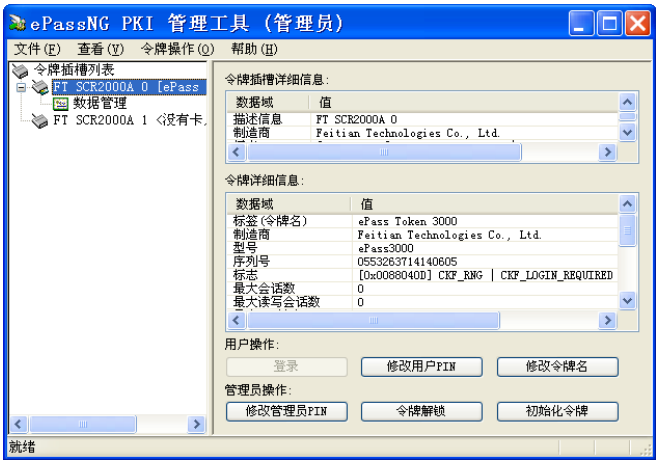 ePassNG PKI 管理工具 (管理员)
文件(F) 查看(V) 令牌操作(O) 帮助(H)
令牌插槽列表
FT SCR2000A 0 [ePass
数据管理
FT SCR2000A 1 <没有卡.
令牌插槽详细信息:
数据域 值
描述信息 FT SCR2000A 0
制造商 Feitian Technologies Co., Ltd.
令牌详细信息:
数据域 值
标签(令牌名) ePass Token 3000
制造商 Feitian Technologies Co., Ltd.
型号 ePass3000
序列号 0553263714140605
标志 [0x0088040D] CKF_RNG | CKF_LOGIN_REQUIRED
最大会话数 0
最大读写会话数 0
用户操作:
登录 修改用户PIN 修改令牌名
管理员操作:
修改管理员PIN 令牌解锁 初始化令牌
就绪